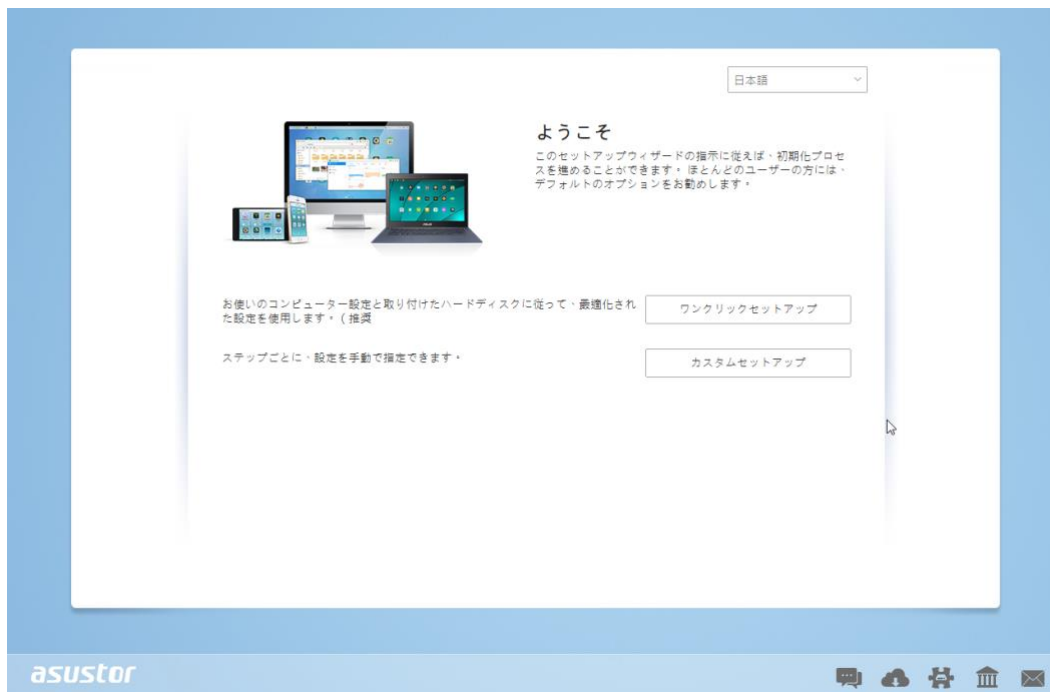 日本語
ようこそ
このセットアップウィザードの指示に従えば、初期化プロセ
スを進めることができます。ほとんどのユーザーの方には、
デフォルトのオプションをお勧めします。
お使いのコンピューター設定と取り付けたハードディスクに従って、最適化され
た設定を使用します。(推奨
ワンクリックセットアップ
ステップごとに、設定を手動で指定できます。
カスタムセットアップ
asustor